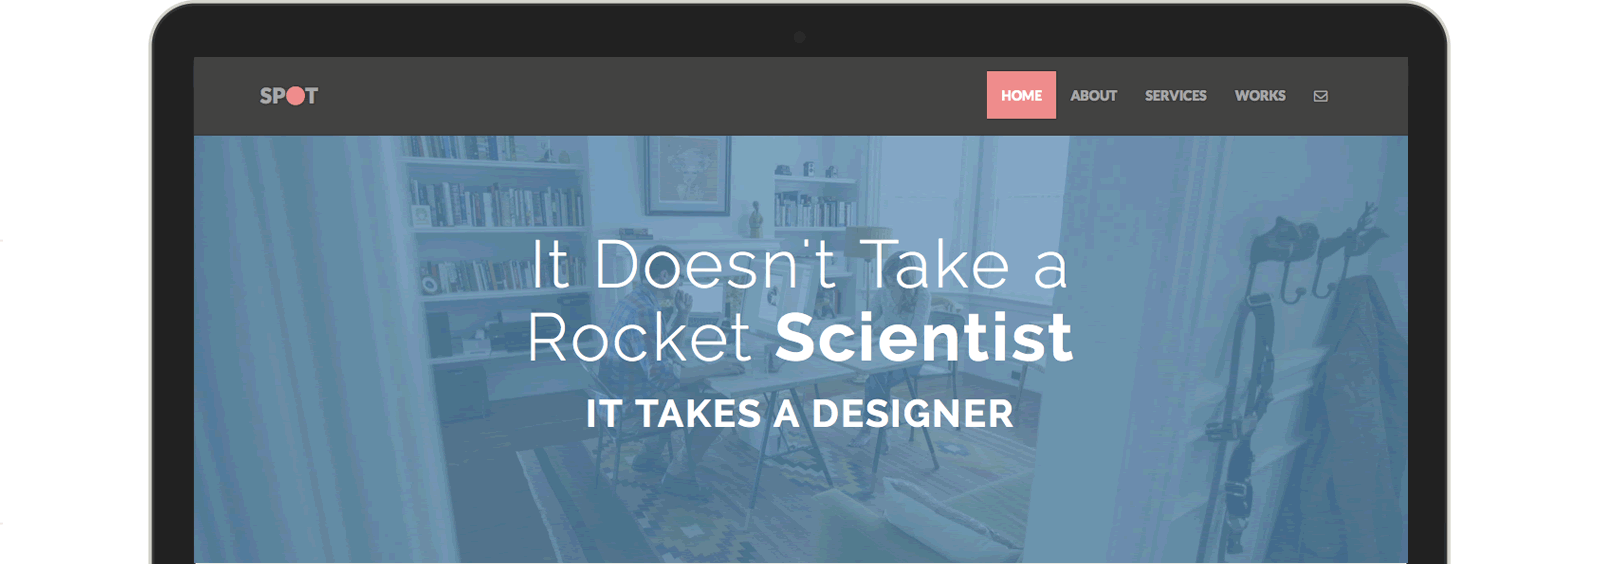 SPOT
HOME ABOUT SERVICES WORKS
It Doesn't Take a
Rocket Scientist
IT TAKES A DESIGNER